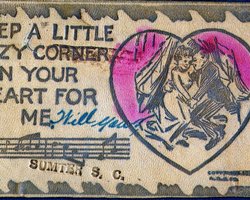 EP A LITTLE
ZY CORNER
N YOUR
EART FOR
ME
Will you
SUMTER S. C.